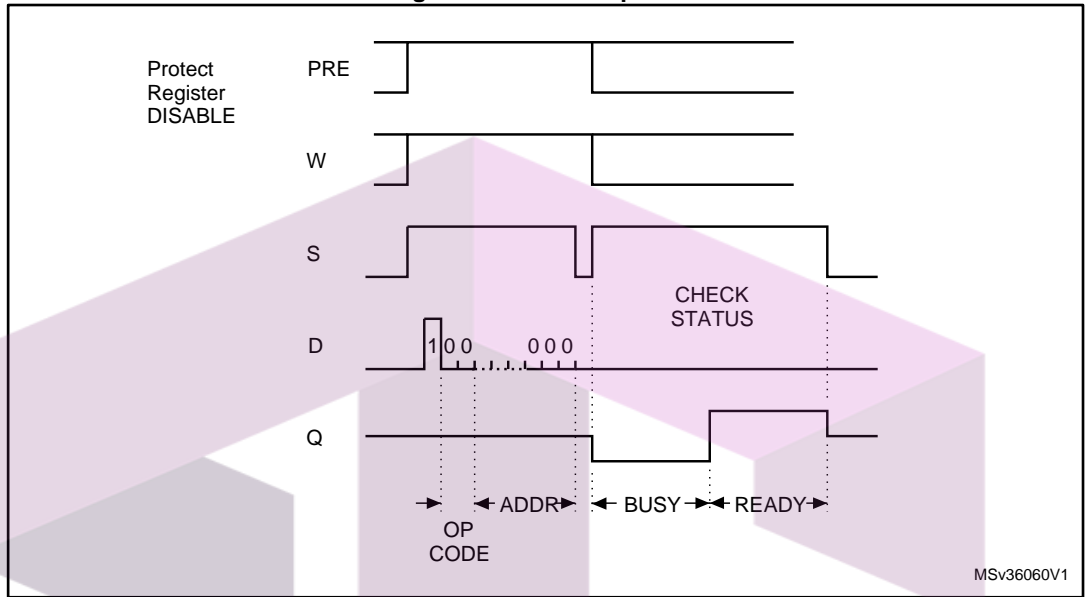 Protect
Register
DISABLE
PRE
W
S
CHECK
STATUS
D
1 0 0 0 0 0
Q
ADDR BUSY READY
OP
CODE
MSv36060V1